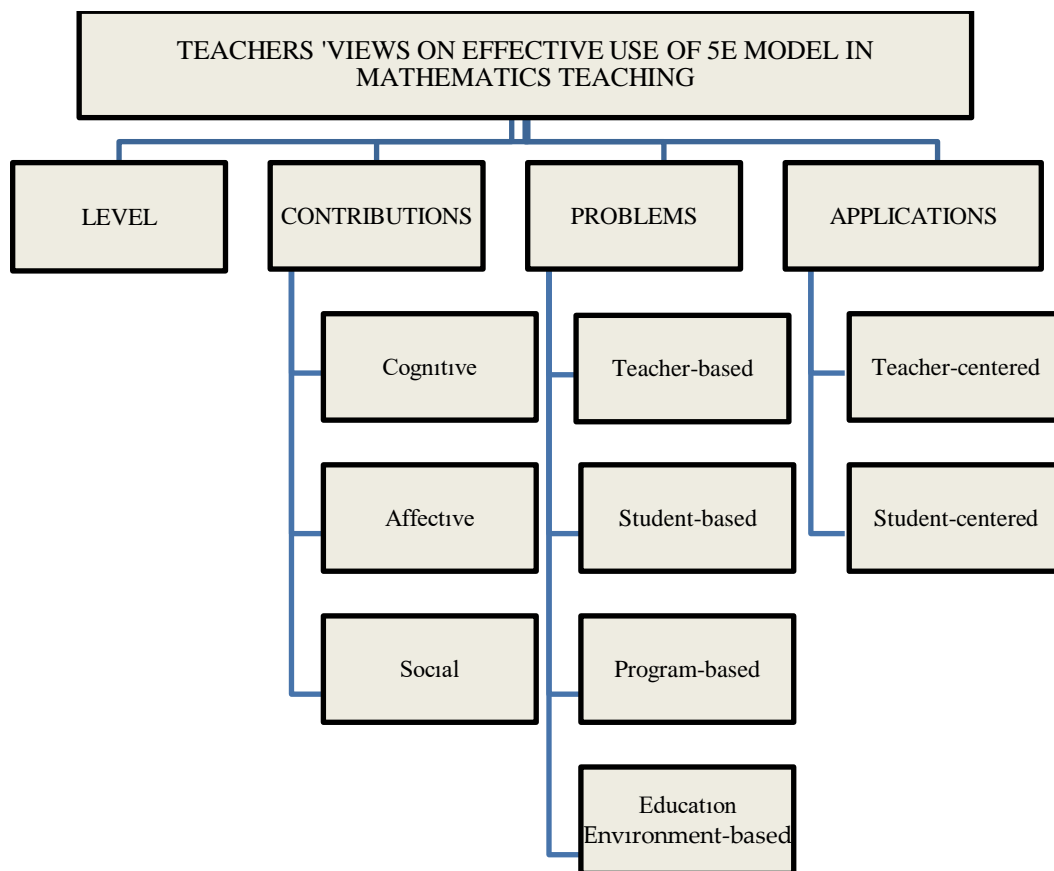 TEACHERS 'VIEWS ON EFFECTIVE USE OF 5E MODEL IN
MATHEMATICS TEACHING
LEVEL
CONTRIBUTIONS
PROBLEMS
APPLICATIONS
Cognıtıve
Affectıve
Socıal
Teacher-based
Student-based
Program-based
Educatıon
Envıronment-based
Teacher-centered
Student-centered